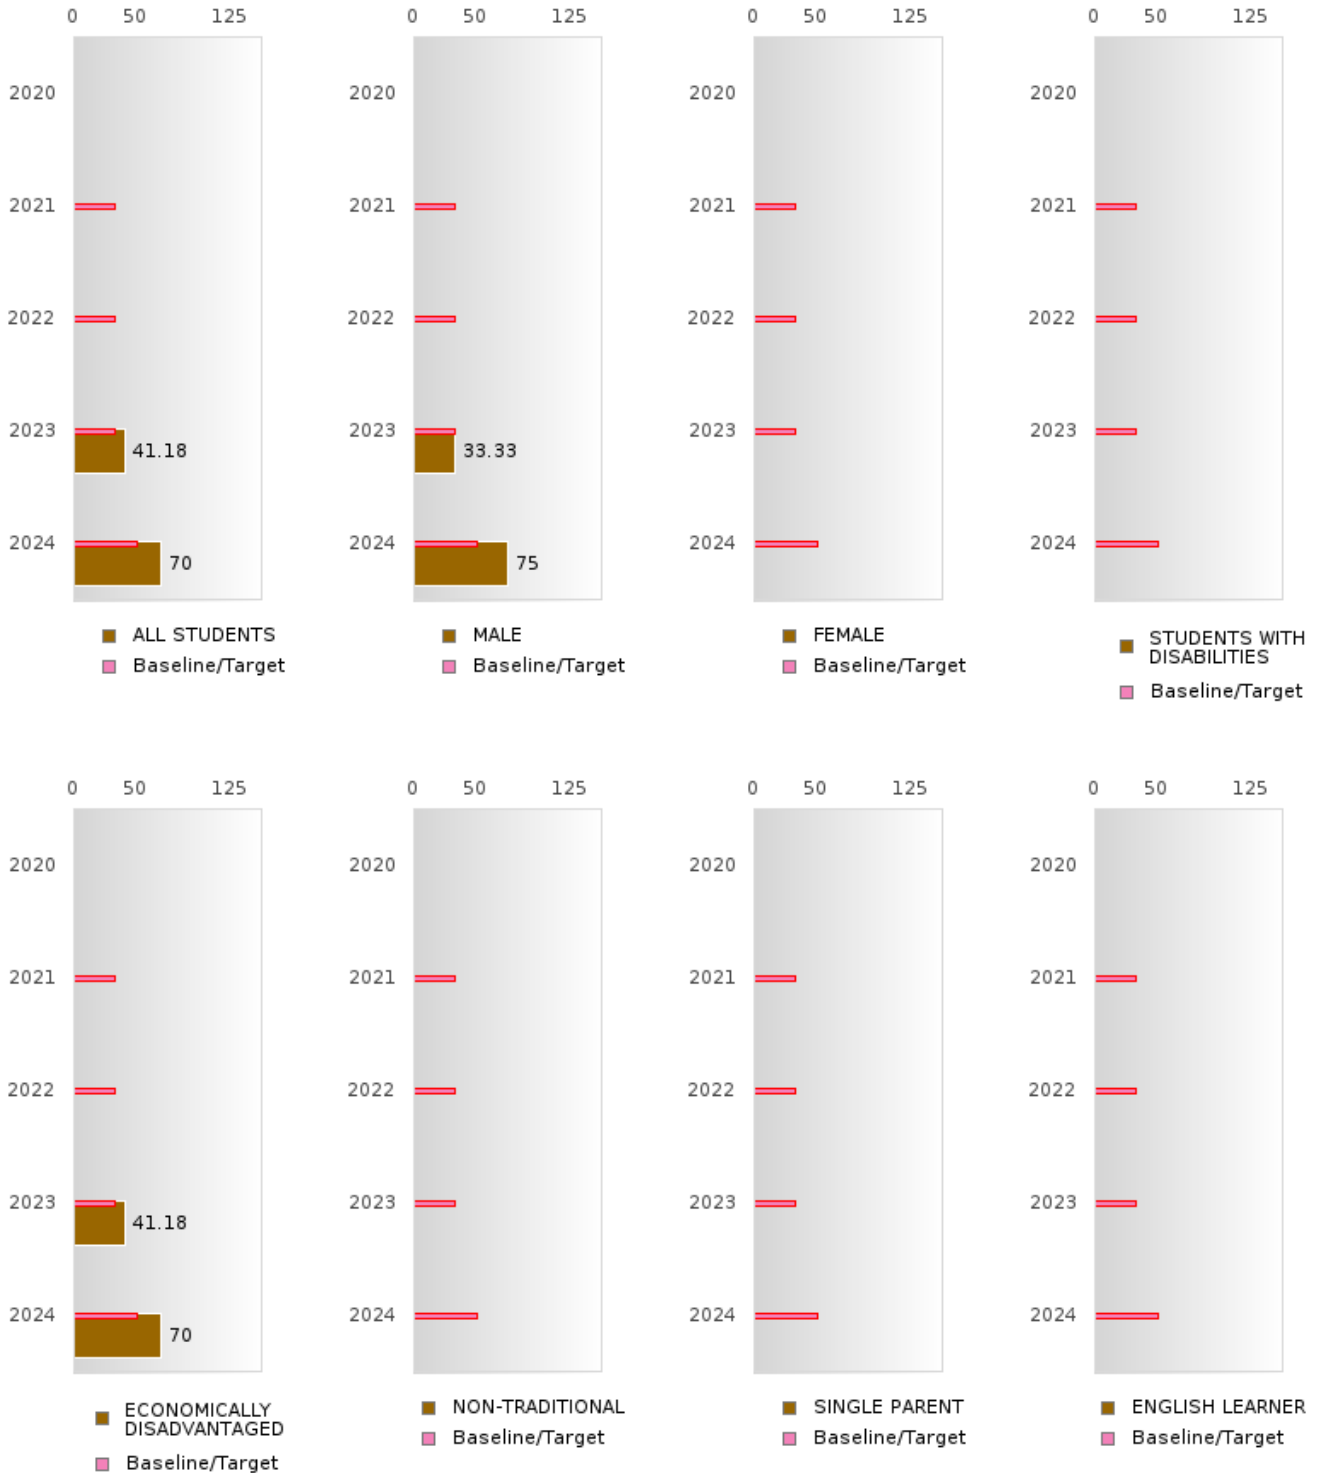 0 50 125
2020
2021
2022
2023
41.18
2024
70
ALL STUDENTS
Baseline/Target
0 50 125
2020
2021
2022
2023
33.33
2024
75
MALE
Baseline/Target
0 50 125
2020
2021
2022
2023
2024
FEMALE
Baseline/Target
0 50 125
2020
2021
2022
2023
2024
STUDENTS WITH
DISABILITIES
Baseline/Target
0 50 125
2020
2021
2022
2023
41.18
2024
70
ECONOMICALLY
DISADVANTAGED
Baseline/Target
0 50 125
2020
2021
2022
2023
2024
NON-TRADITIONAL
Baseline/Target
0 50 125
2020
2021
2022
2023
2024
SINGLE PARENT
Baseline/Target
0 50 125
2020
2021
2022
2023
2024
ENGLISH LEARNER
Baseline/Target